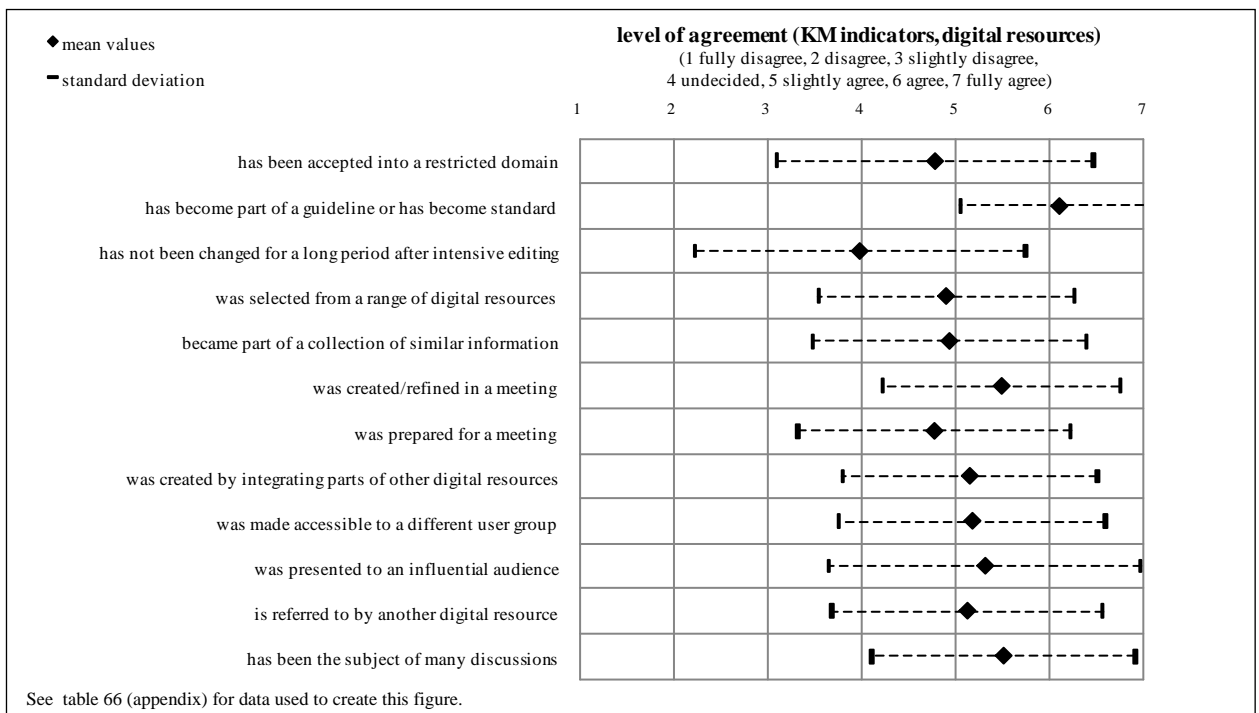 mean values
standard deviation
level of agreement (KM indicators, digital resources)
(1 fully disagree, 2 disagree, 3 slightly disagree,
4 undecided, 5 slightly agree, 6 agree, 7 fully agree)
1 2 3 4 5 6 7
has been accepted into a restricted domain
has become part of a guideline or has become standard
has not been changed for a long period after intensive editing
was selected from a range of digital resources
became part of a collection of similar information
was created/refined in a meeting
was prepared for a meeting
was created by integrating parts of other digital resources
was made accessible to a different user group
was presented to an influential audience
is referred to by another digital resource
has been the subject of many discussions
See table 66 (appendix) for data used to create this figure.